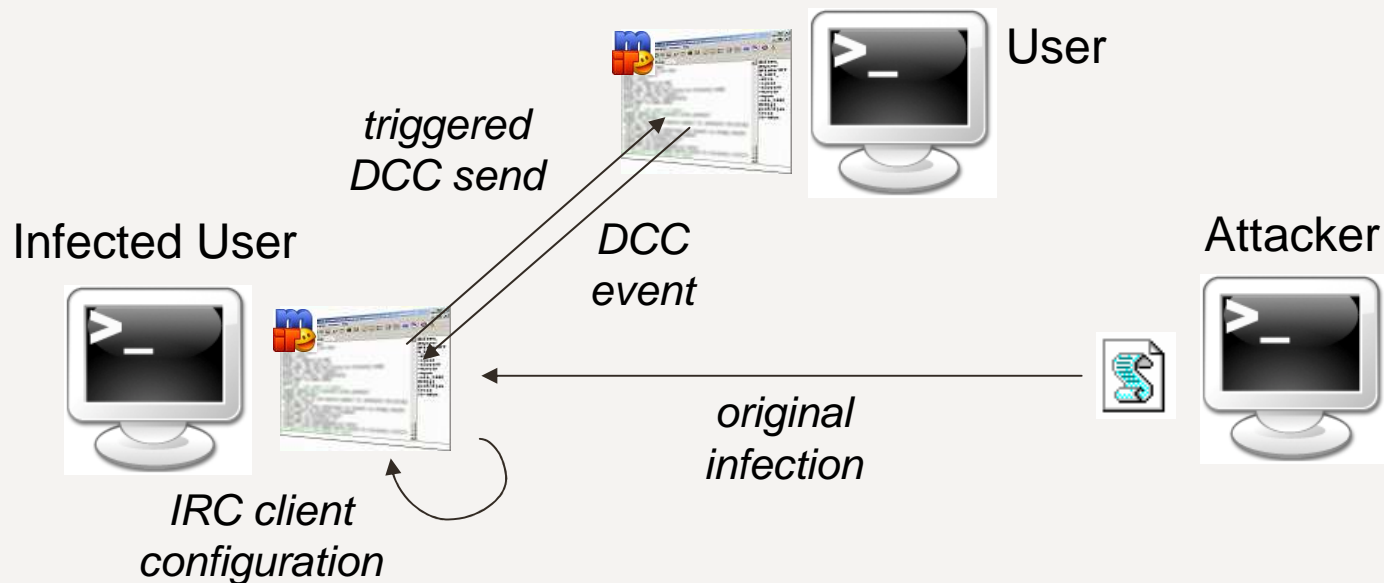 User
triggered
DCC send
Infected User
DCC
event
Attacker
original
infection
IRC client
configuration
>_
>_
>_